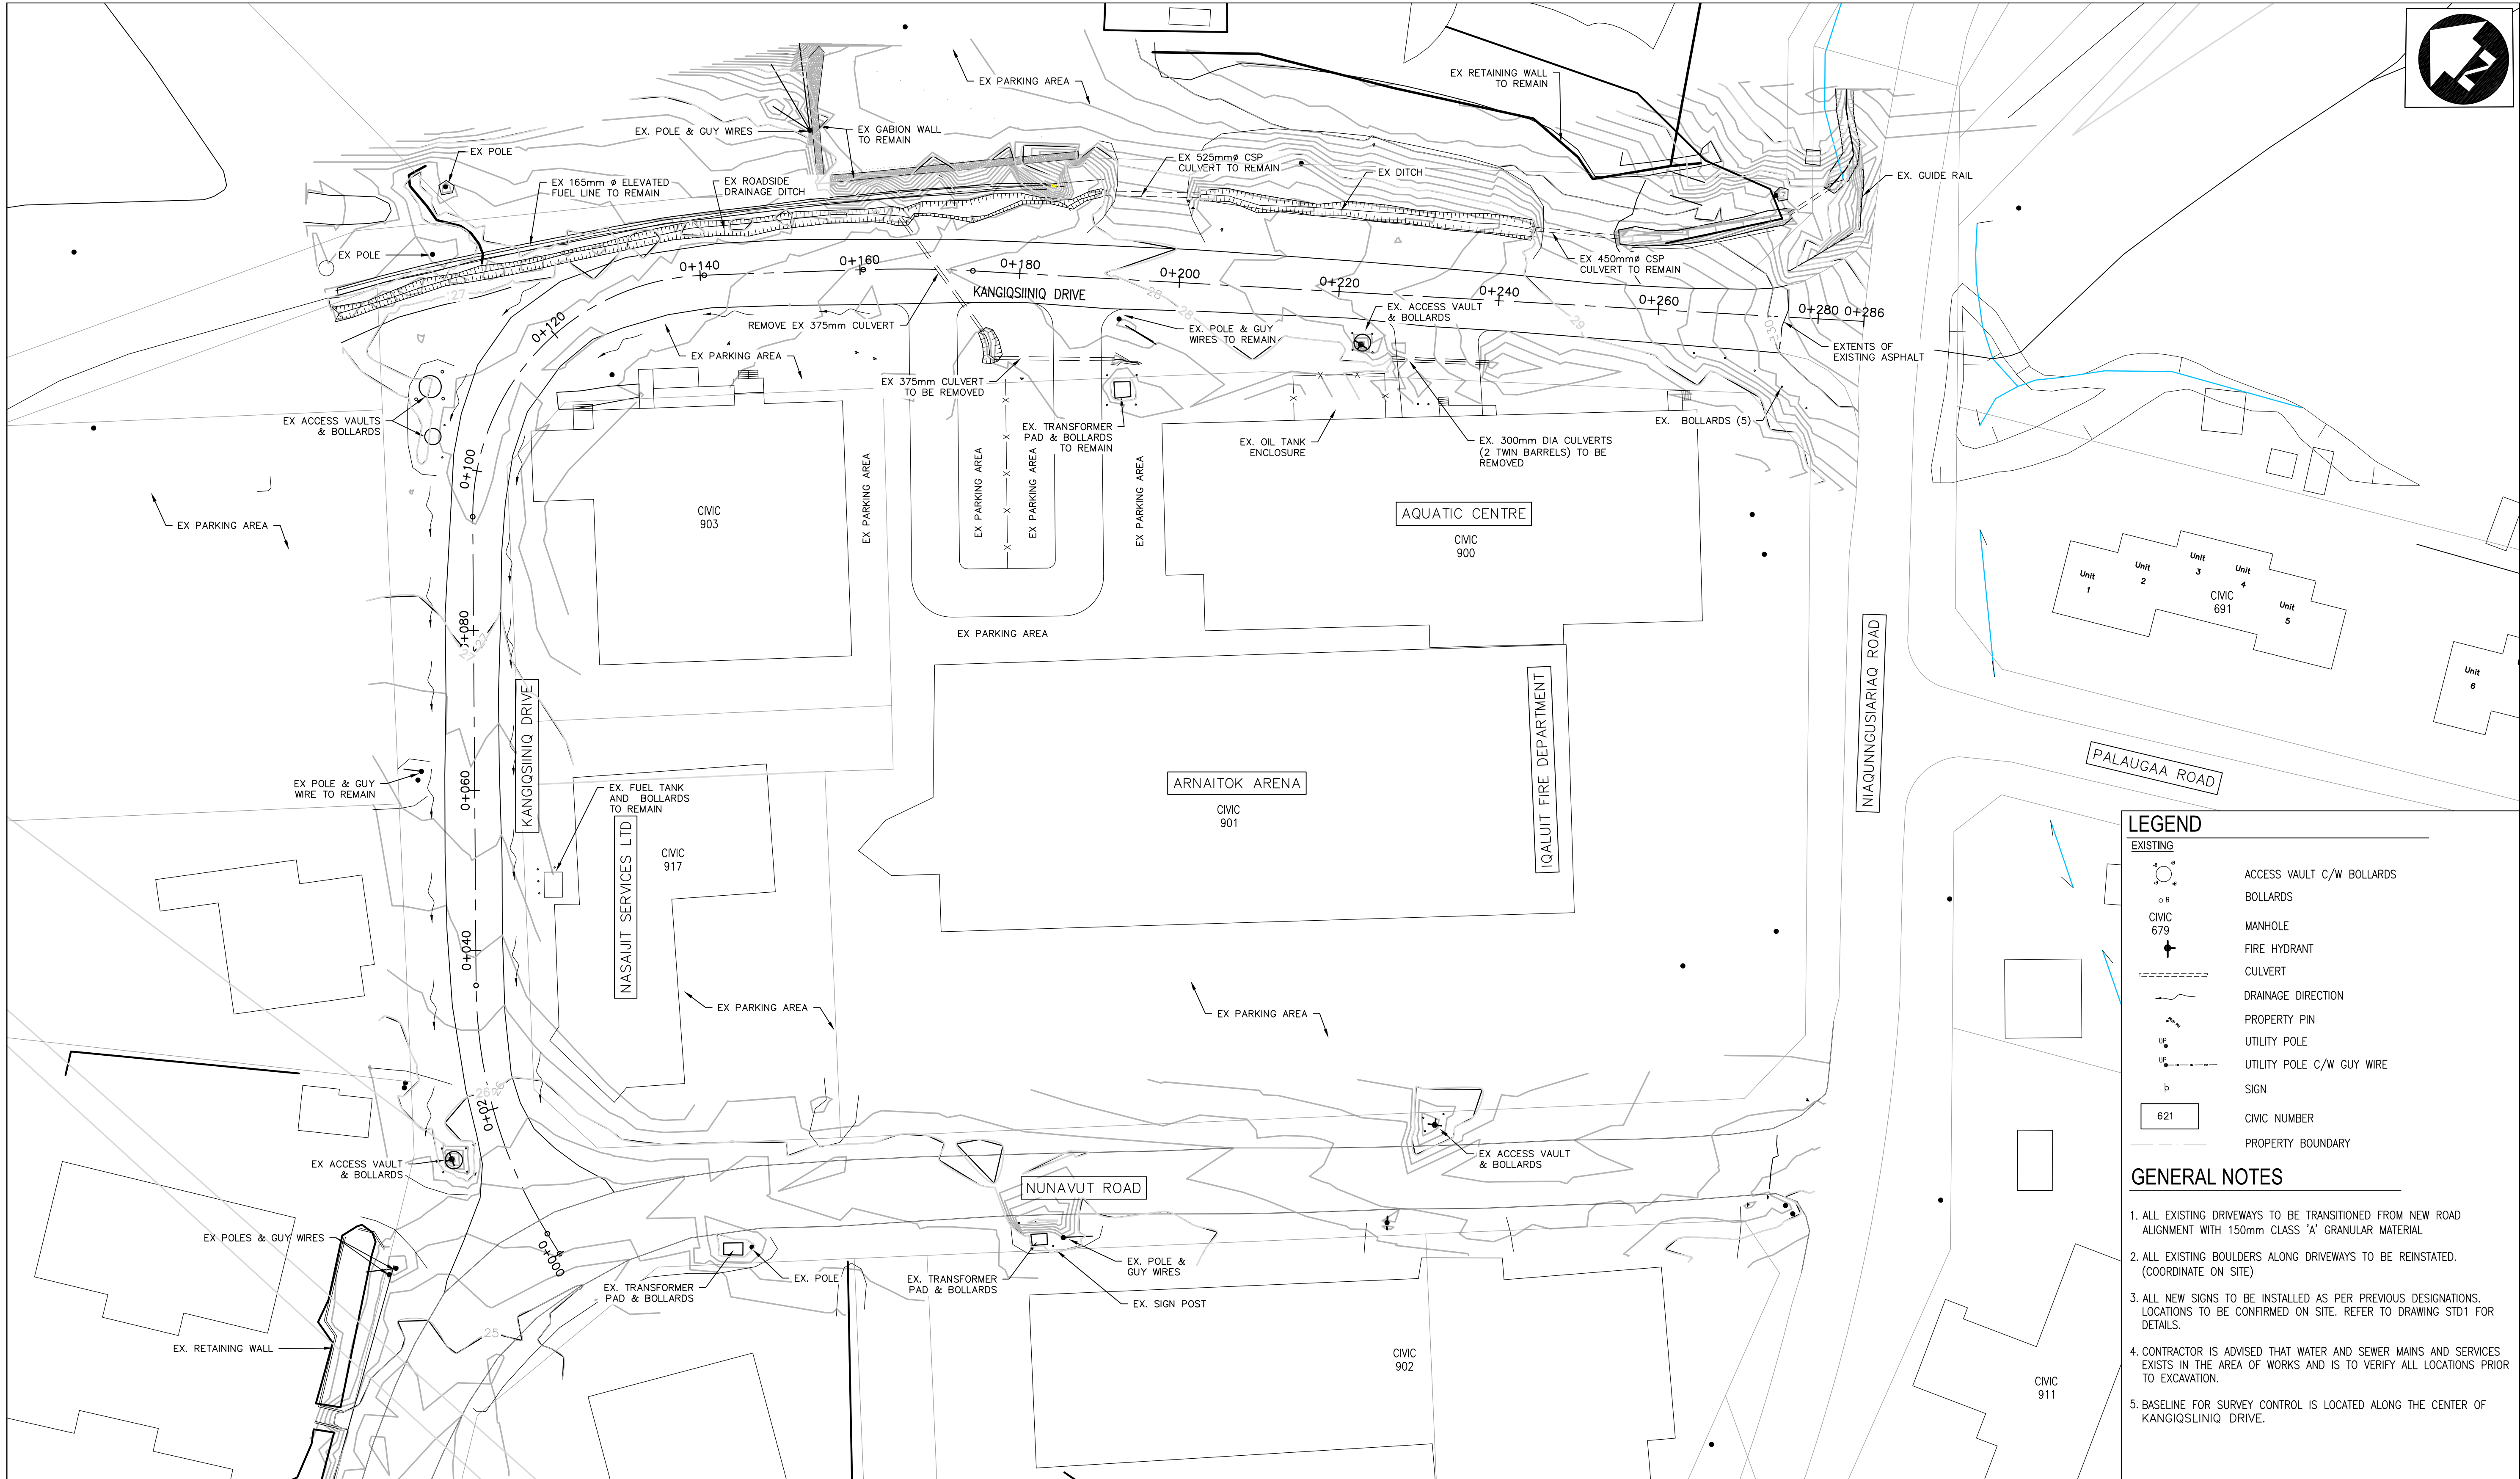 N
EX PARKING AREA
EX RETAINING WALL
TO REMAIN
EX. POLE & GUY WIRES
EX GABION WALL
TO REMAIN
EX POLE
EX 165mm Ø ELEVATED
FUEL LINE TO REMAIN
EX ROADSIDE
DRAINAGE DITCH
EX 525mmø CSP
CULVERT TO REMAIN
EX DITCH
EX. GUIDE RAIL
EX POLE
EX 450mmø CSP
CULVERT TO REMAIN
27
0+120
0+140
0+160
0+180
0+200
0+220
0+240
0+260
0+280
0+286
KANGIQSIINIQ DRIVE
28
28
29
30
REMOVE EX 375mm CULVERT
EX. POLE & GUY
WIRES TO REMAIN
EX. ACCESS VAULT
& BOLLARDS
EXTENTS OF
EXISTING ASPHALT
EX PARKING AREA
EX 375mm CULVERT
TO BE REMOVED
EX ACCESS VAULTS
& BOLLARDS
EX. TRANSFORMER
PAD & BOLLARDS
TO REMAIN
EX. OIL TANK
ENCLOSURE
EX. 300mm DIA CULVERTS
(2 TWIN BARRELS) TO BE
REMOVED
EX. BOLLARDS (5)
0+100
EX PARKING AREA
CIVIC
903
EX PARKING AREA
EX PARKING AREA
EX PARKING AREA
EX PARKING AREA
AQUATIC CENTRE
CIVIC
900
EX PARKING AREA
Unit
1
Unit
2
Unit
3
Unit
4
Unit
5
CIVIC
691
Unit
6
0+080
27
27
KANGIQSIINIQ DRIVE
NIAQUNNGUSIARIAQ ROAD
PALAUGAA ROAD
EX POLE & GUY
WIRE TO REMAIN
0+060
EX. FUEL TANK
AND BOLLARDS
TO REMAIN
NASAIJIT SERVICES LTD
CIVIC
917
ARNAITOK ARENA
CIVIC
901
IQALUIT FIRE DEPARTMENT
0+040
EX PARKING AREA
EX PARKING AREA
26
26
0+02
EX ACCESS VAULT
& BOLLARDS
EX ACCESS VAULT
& BOLLARDS
NUNAVUT ROAD
EX POLES & GUY WIRES
0+000
EX. TRANSFORMER
PAD & BOLLARDS
EX. POLE
EX. TRANSFORMER
PAD & BOLLARDS
EX. POLE &
GUY WIRES
EX. SIGN POST
25
EX. RETAINING WALL
CIVIC
902
CIVIC
911
LEGEND
EXISTING
B B B B ACCESS VAULT C/W BOLLARDS
B BOLLARDS
CIVIC
679
MANHOLE
FIRE HYDRANT
CULVERT
DRAINAGE DIRECTION
PROPERTY PIN
UP UTILITY POLE
UP UTILITY POLE C/W GUY WIRE
SIGN
621 CIVIC NUMBER
PROPERTY BOUNDARY
GENERAL NOTES
1. ALL EXISTING DRIVEWAYS TO BE TRANSITIONED FROM NEW ROAD
ALIGNMENT WITH 150mm CLASS 'A' GRANULAR MATERIAL
2. ALL EXISTING BOULDERS ALONG DRIVEWAYS TO BE REINSTATED.
(COORDINATE ON SITE)
3. ALL NEW SIGNS TO BE INSTALLED AS PER PREVIOUS DESIGNATIONS.
LOCATIONS TO BE CONFIRMED ON SITE. REFER TO DRAWING STD1 FOR
DETAILS.
4. CONTRACTOR IS ADVISED THAT WATER AND SEWER MAINS AND SERVICES
EXISTS IN THE AREA OF WORKS AND IS TO VERIFY ALL LOCATIONS PRIOR
TO EXCAVATION.
5. BASELINE FOR SURVEY CONTROL IS LOCATED ALONG THE CENTER OF
KANGIQSLINIQ DRIVE.